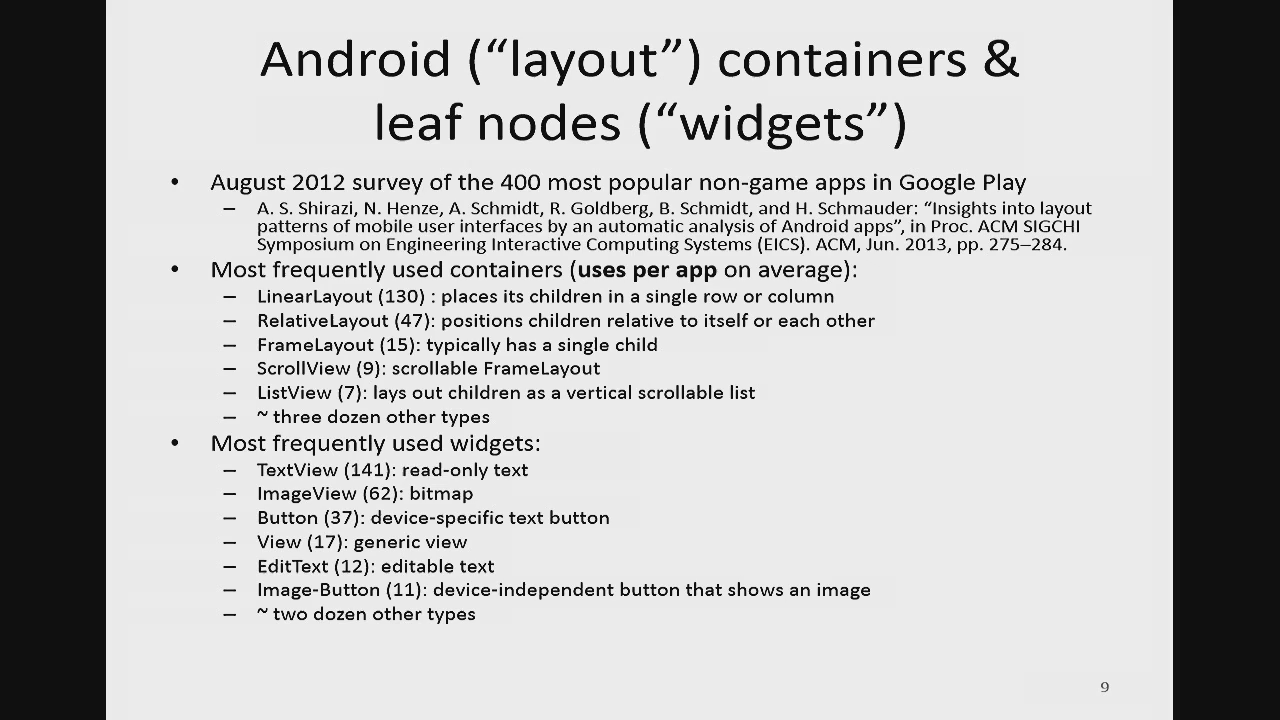 Android (“layout”) containers &
leaf nodes (“widgets”)
• August 2012 survey of the 400 most popular non-game apps in Google Play
– A. S. Shirazi, N. Henze, A. Schmidt, R. Goldberg, B. Schmidt, and H. Schmauder: “Insights into layout
patterns of mobile user interfaces by an automatic analysis of Android apps”, in Proc. ACM SIGCHI
Symposium on Engineering Interactive Computing Systems (EICS). ACM, Jun. 2013, pp. 275–284.
• Most frequently used containers (uses per app on average):
– LinearLayout (130) : places its children in a single row or column
– RelativeLayout (47): positions children relative to itself or each other
– FrameLayout (15): typically has a single child
– ScrollView (9): scrollable FrameLayout
– ListView (7): lays out children as a vertical scrollable list
– ~ three dozen other types
• Most frequently used widgets:
– TextView (141): read-only text
– ImageView (62): bitmap
– Button (37): device-specific text button
– View (17): generic view
– EditText (12): editable text
– Image-Button (11): device-independent button that shows an image
– ~ two dozen other types
9